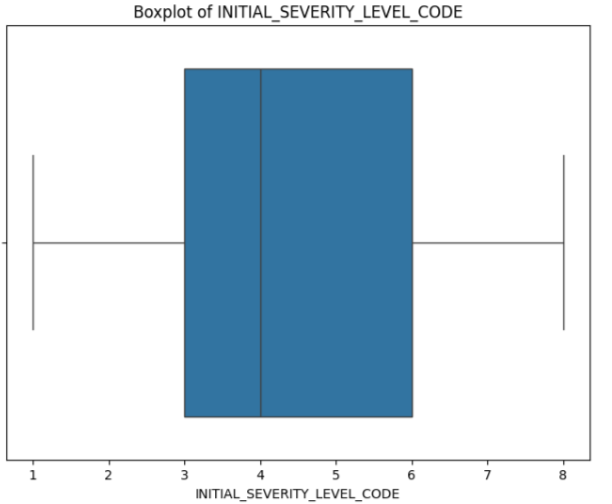 Boxplot of INITIAL_SEVERITY_LEVEL_CODE
1 2 3 4 5 6 7 8
INITIAL_SEVERITY_LEVEL_CODE